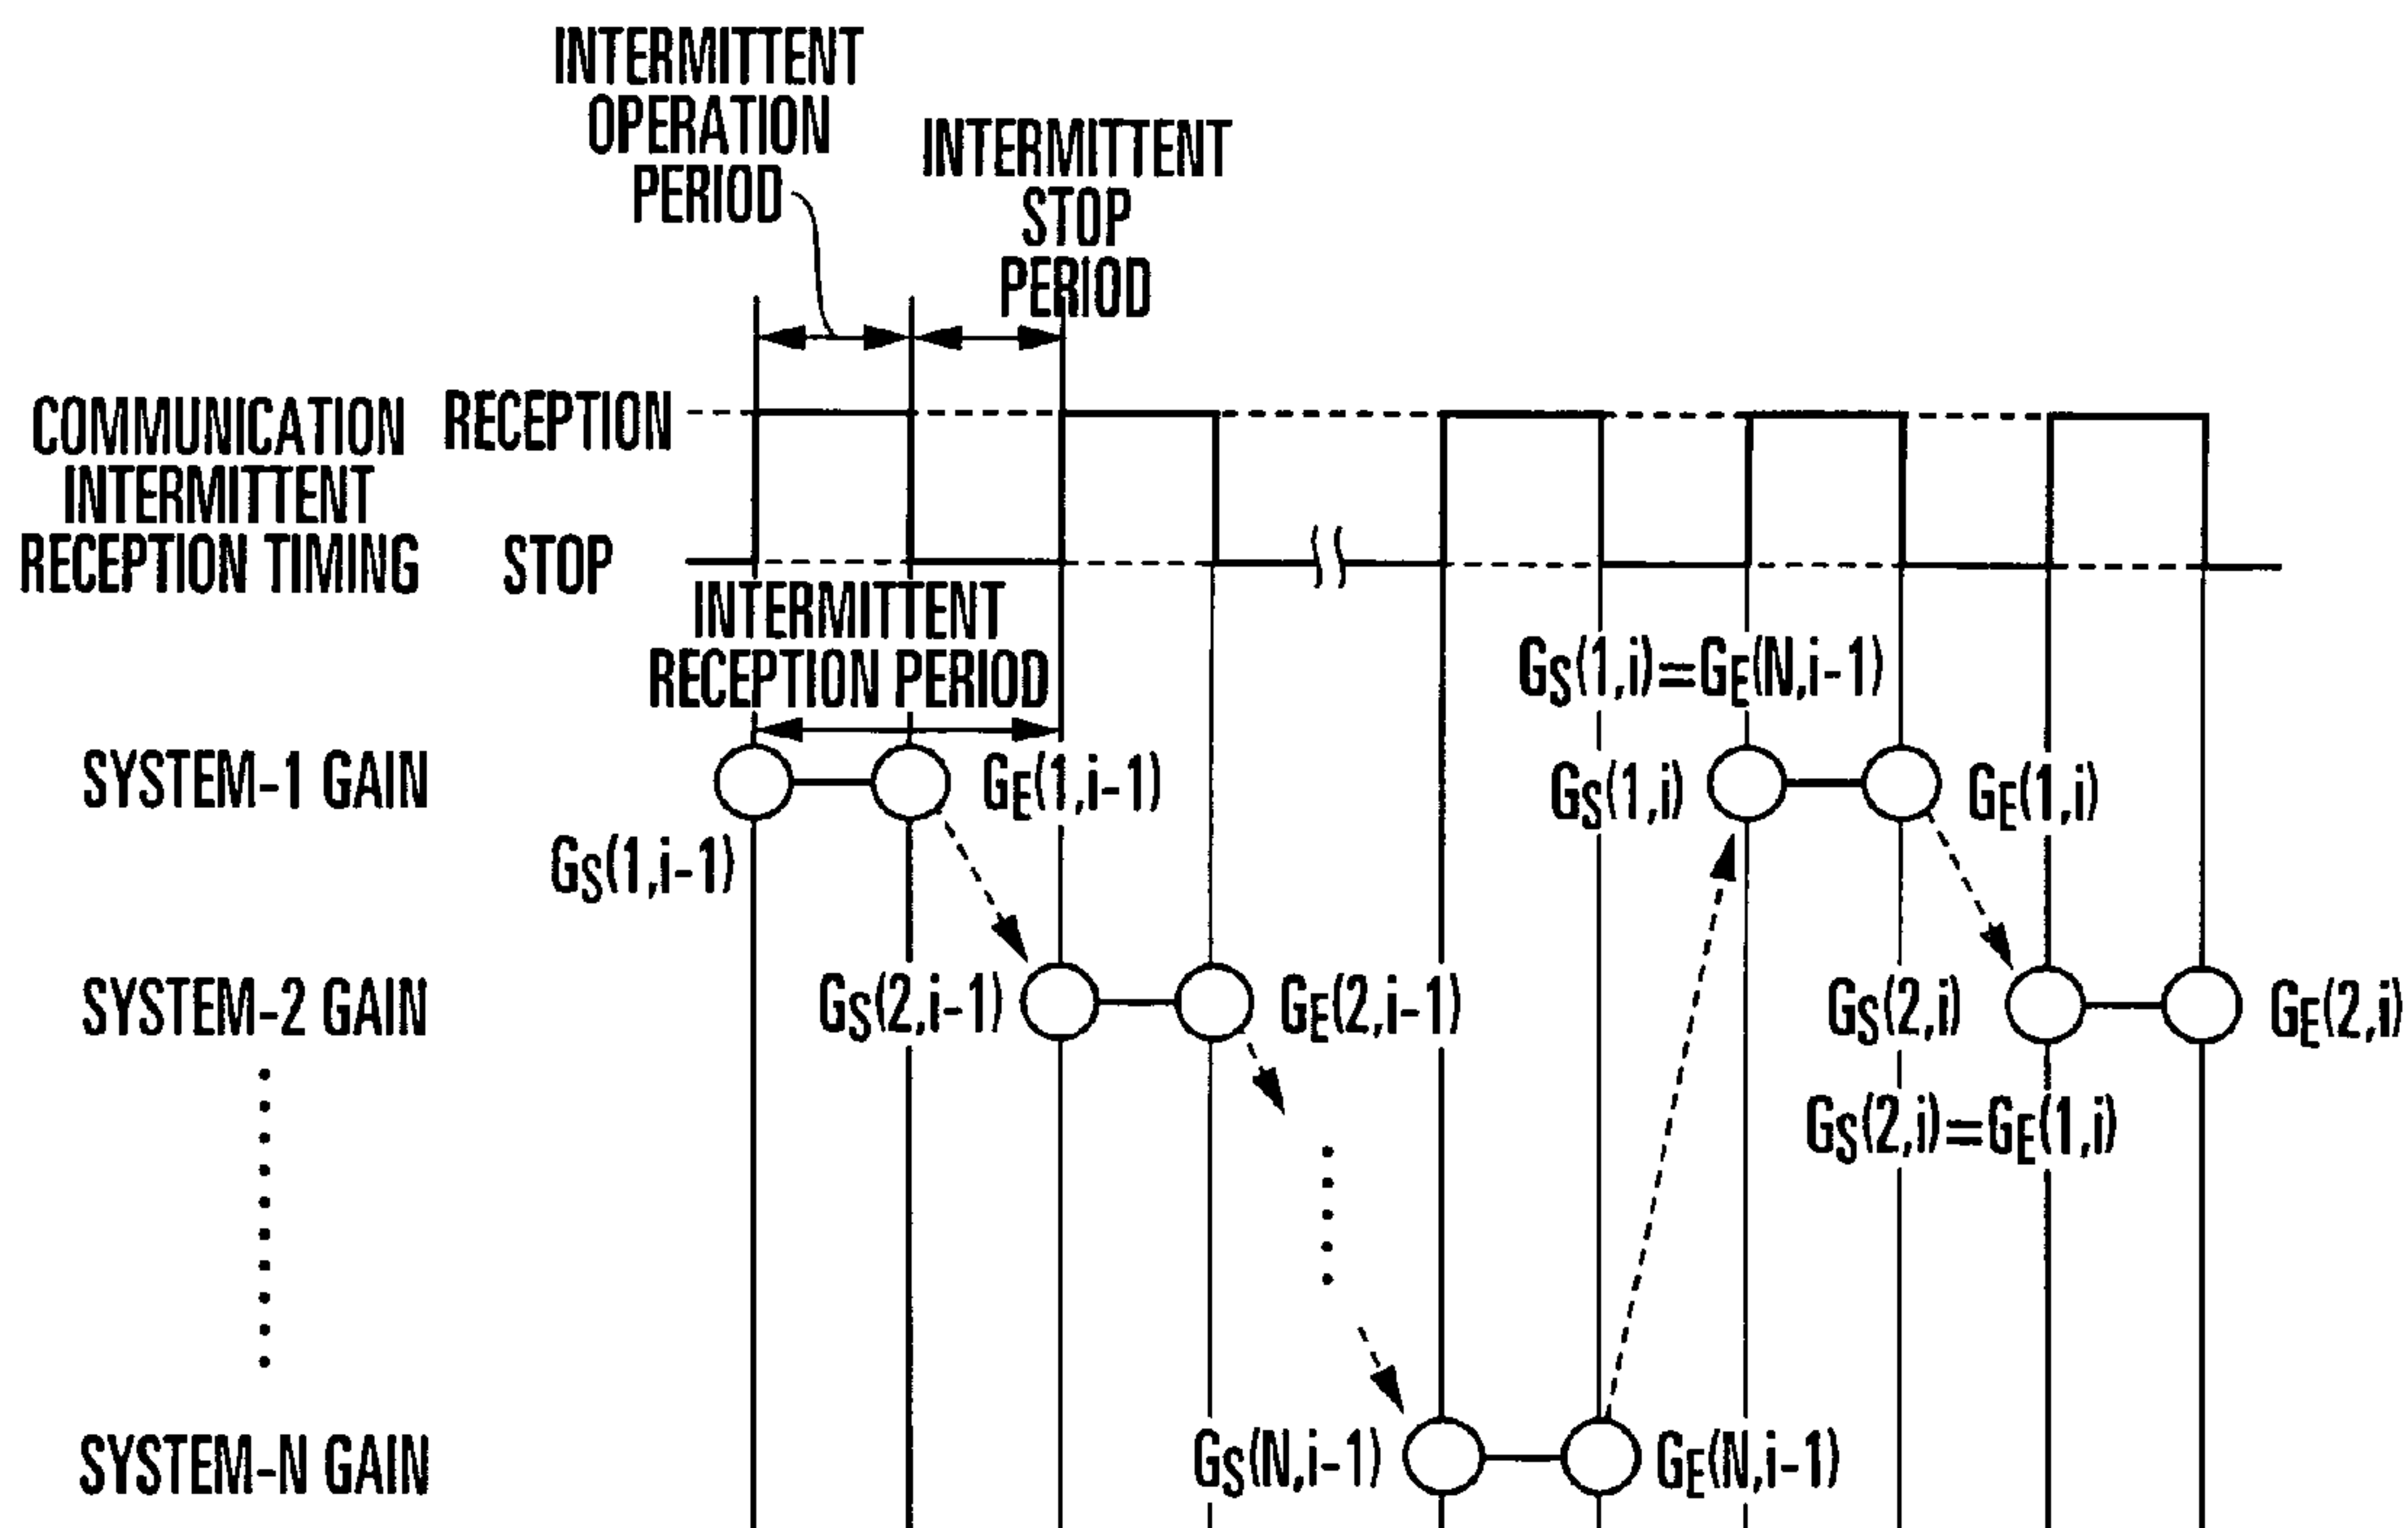 INTERMITTENT
OPERATION
PERIOD
INTERMITTENT
STOP
PERIOD
COMMUNICATION
INTERMITTENT
RECEPTION TIMING
RECEPTION
STOP
INTERMITTENT
RECEPTION PERIOD
GS(1,i)=GE(N,i-1)
SYSTEM-1 GAIN
GE(1,i-1)
GS(1,i)
GE(1,i)
GS(1,i-1)
SYSTEM-2 GAIN
GS(2,i-1)
GE(2,i-1)
GS(2,i)
GE(2,i)
GS(2,i)=GE(1,i)
SYSTEM-N GAIN
GS(N,i-1)
GE(N,i-1)